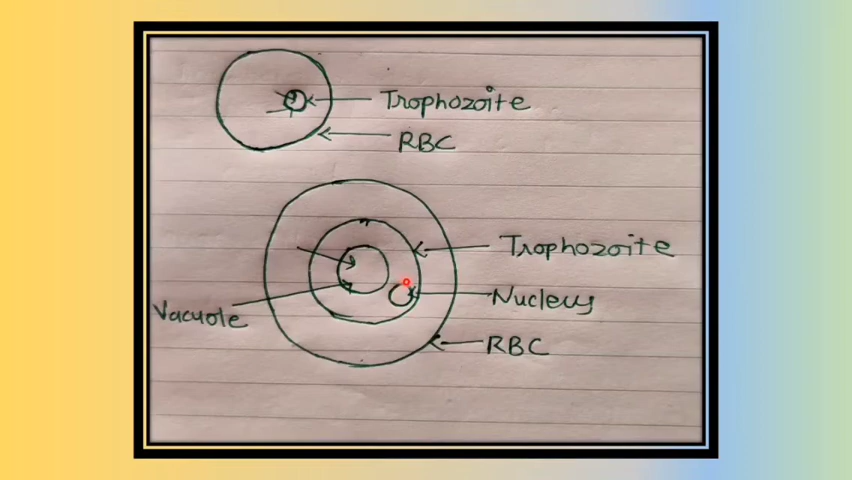 Trophozoite
RBC
Trophozoite
Nucleus
Vacuole
RBC